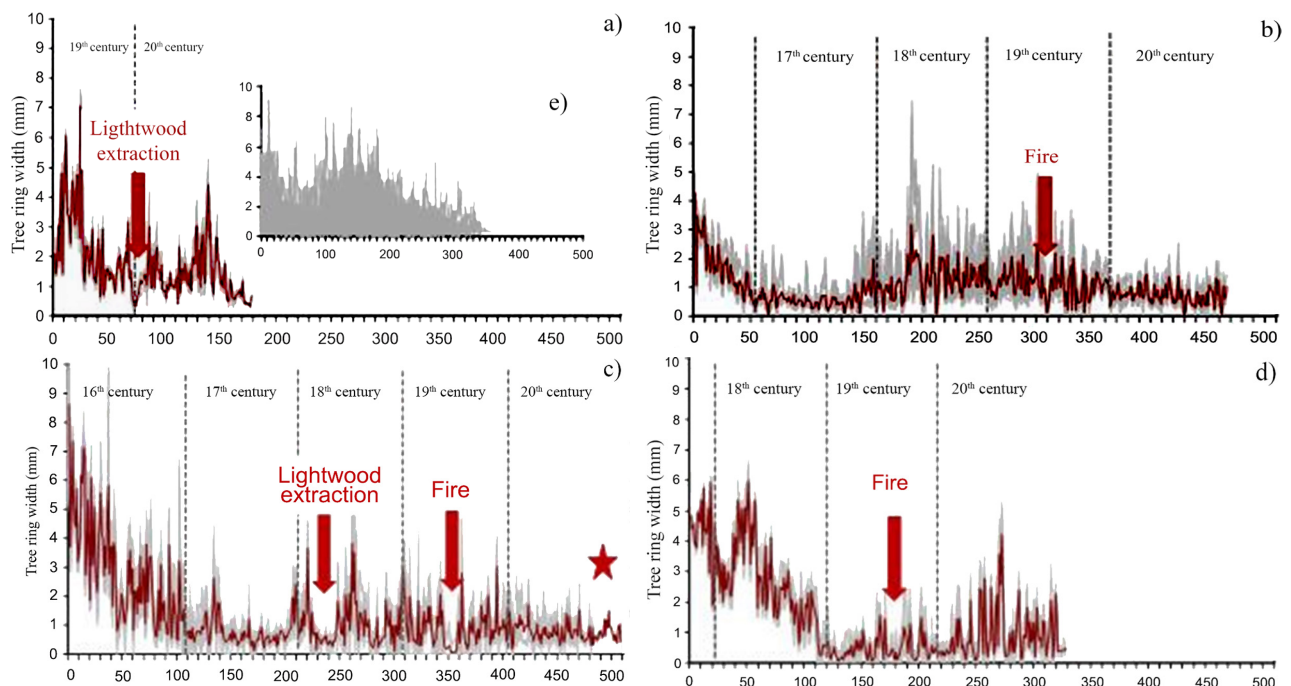 a)
10
9
8
7
6
5
4
3
2
1
0
Tree ring width (mm)
19th century
20th century
Ligthtwood
extraction
0 50 100 150 200 250 300 350 400 450 500
e)
10
8
6
4
2
0
0 100 200 300 400 500
b)
10
9
8
7
6
5
4
3
2
1
0
Tree ring width (mm)
17th century
18th century
19th century
20th century
Fire
0 50 100 150 200 250 300 350 400 450 500
c)
10
9
8
7
6
5
4
3
2
1
0
Tree ring width (mm)
16th century
17th century
18th century
19th century
20th century
Lightwood
extraction
Fire
0 50 100 150 200 250 300 350 400 450 500
d)
10
9
8
7
6
5
4
3
2
1
0
Tree ring width (mm)
18th century
19th century
20th century
Fire
0 50 100 150 200 250 300 350 400 450 500